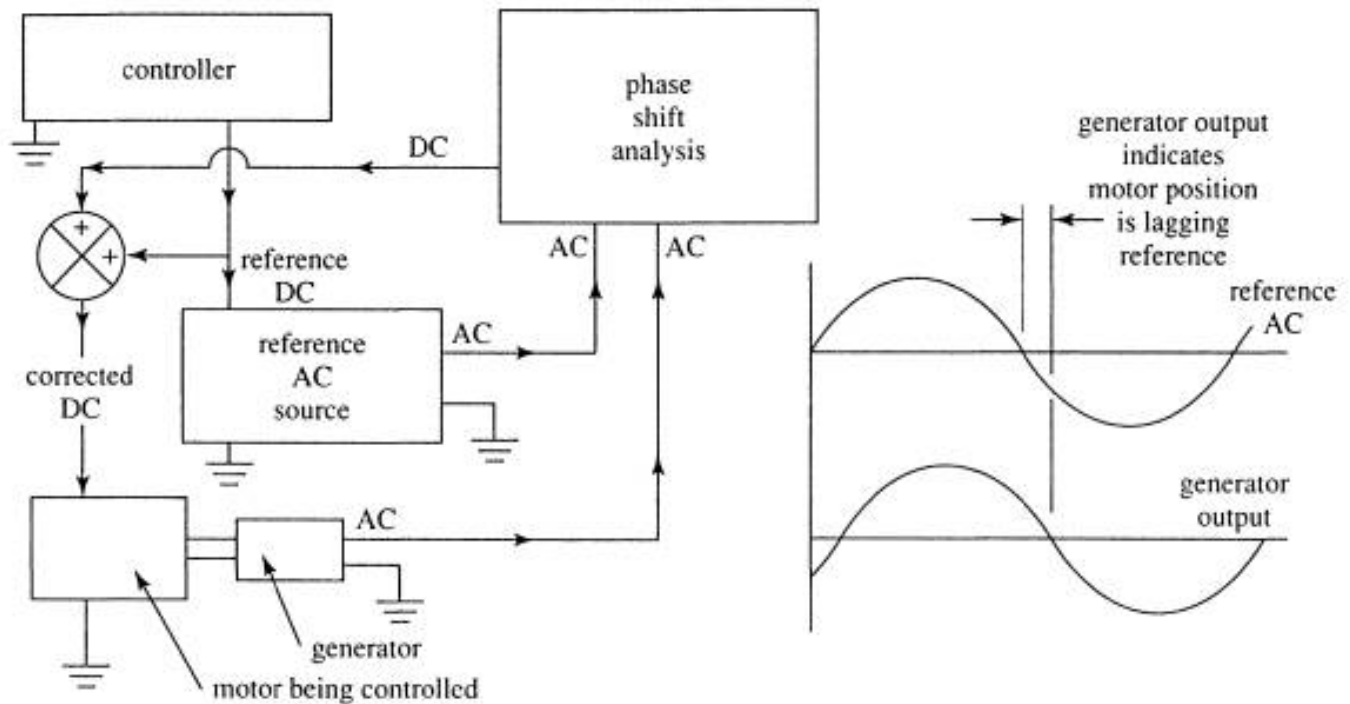 controller
phase
shift
analysis
DC
generator output
indicates
motor position
is lagging
reference
+
+
AC
AC
reference
DC
reference
AC
AC
reference
AC
source
corrected
DC
generator
output
AC
generator
motor being controlled